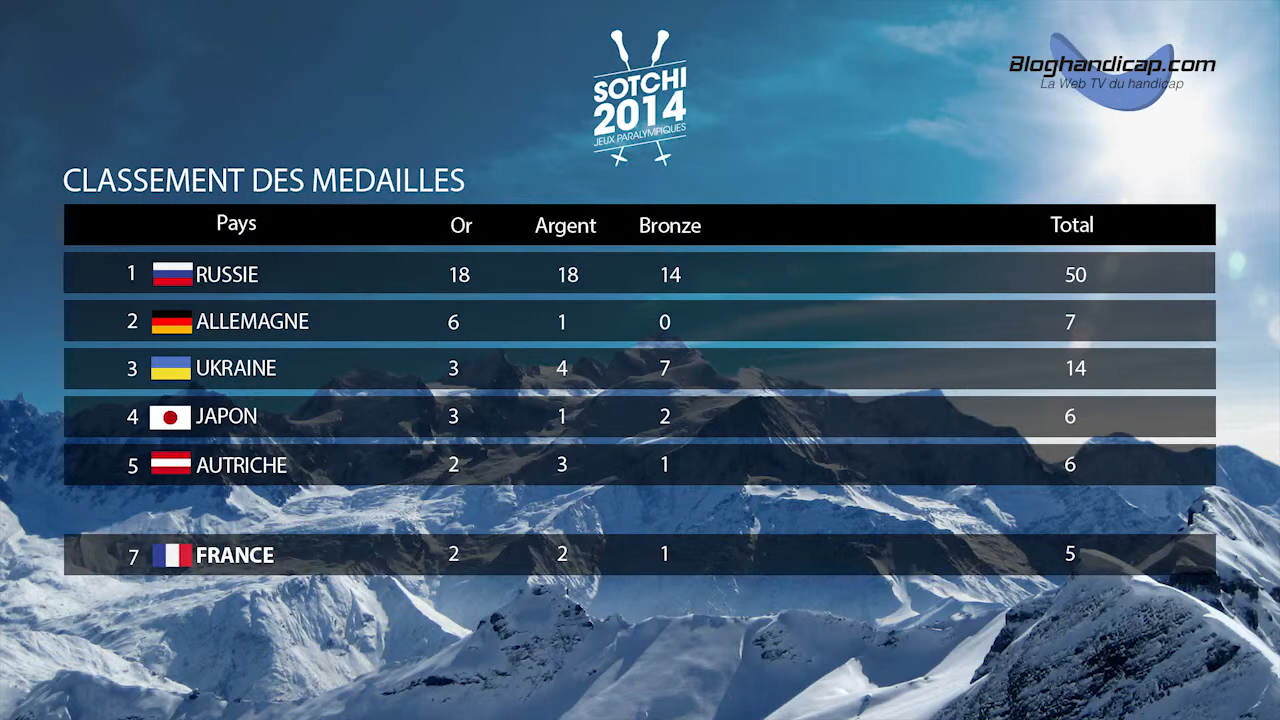 SOTCHI
2014
JEUX PARALYMPIQUES
Bloghandicap.com
La Web TV du handicap
CLASSEMENT DES MEDAILLES
Pays Or Argent Bronze Total
1 RUSSIE 18 18 14 50
2 ALLEMAGNE 6 1 0 7
3 UKRAINE 3 4 7 14
4 JAPON 3 1 2 6
5 AUTRICHE 2 3 1 6
7 FRANCE 2 2 1 5